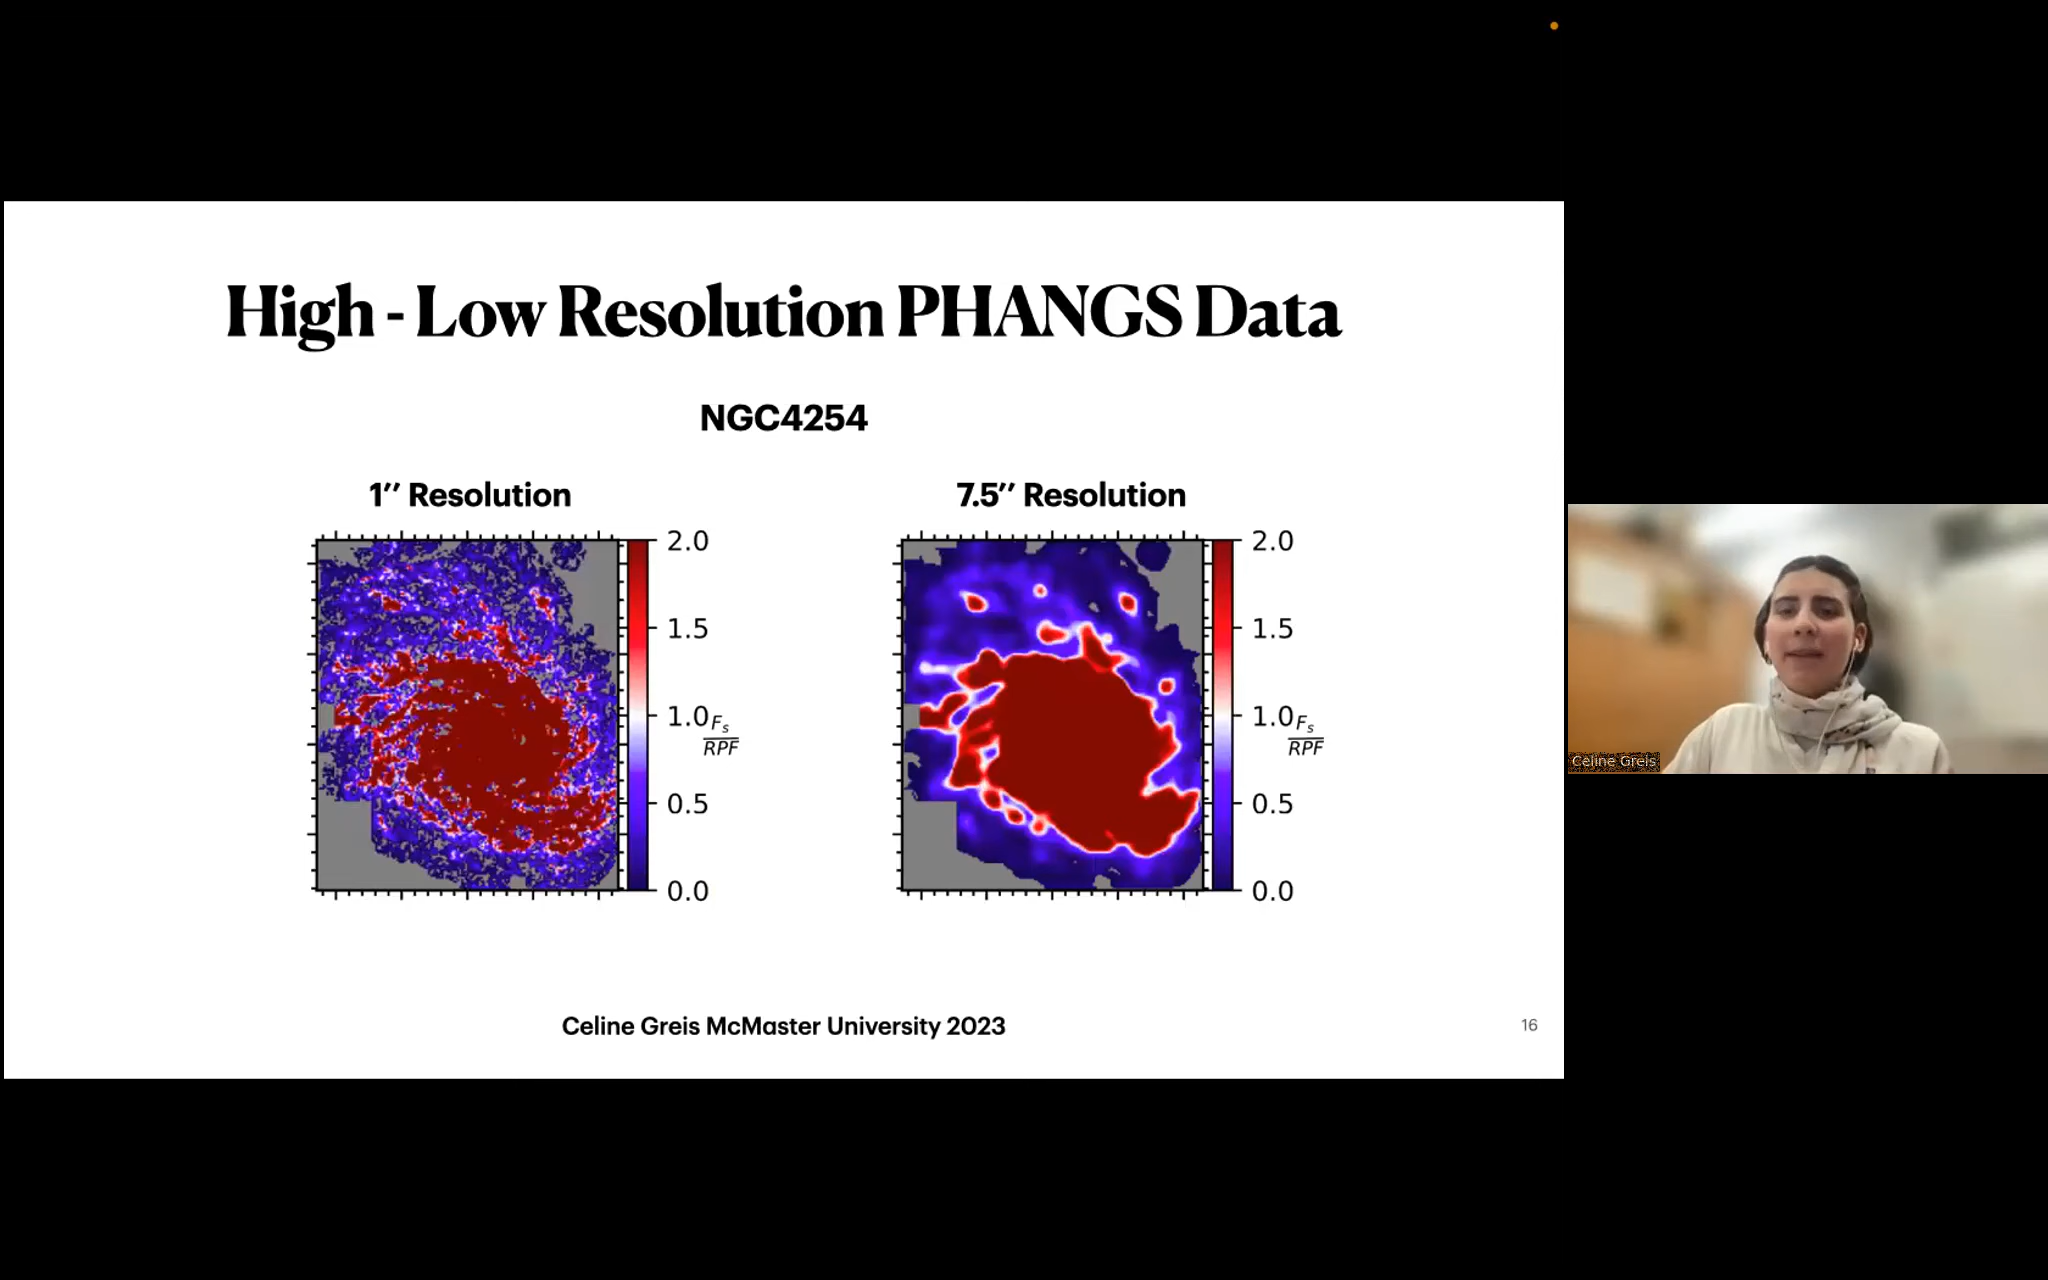 High - Low Resolution PHANGS Data
NGC4254
1’’ Resolution
7.5’’ Resolution
2.0
1.5
1.0
0.5
0.0
F_s
RPF
2.0
1.5
1.0
0.5
0.0
F_s
RPF
Celine Greis
Celine Greis McMaster University 2023
16